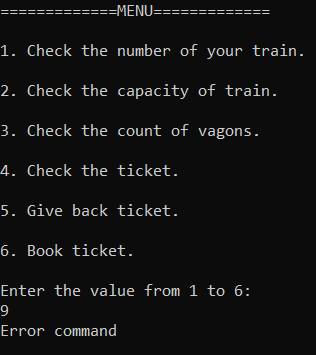 =============MENU=============
1. Check the number of your train.
2. Check the capacity of train.
3. Check the count of vagons.
4. Check the ticket.
5. Give back ticket.
6. Book ticket.
Enter the value from 1 to 6:
9
Error command